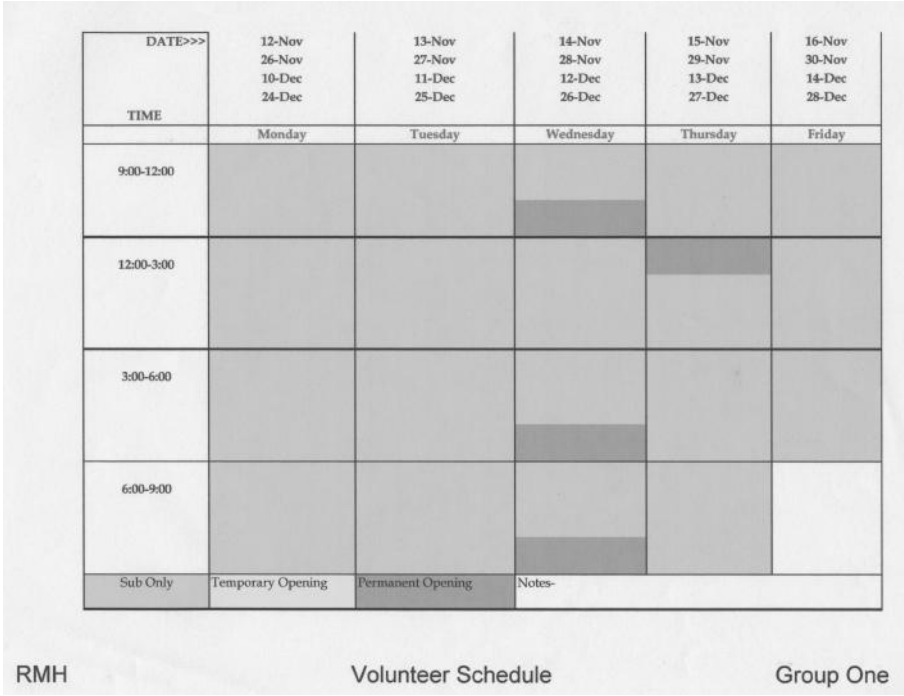 DATE>>> 12-Nov 13-Nov 14-Nov 15-Nov 16-Nov
26-Nov 27-Nov 28-Nov 29-Nov 30-Nov
10-Dec 11-Dec 12-Dec 13-Dec 14-Dec
24-Dec 25-Dec 26-Dec 27-Dec 28-Dec
TIME
Monday Tuesday Wednesday Thursday Friday
9:00-12:00
12:00-3:00
3:00-6:00
6:00-9:00
Sub Only Temporary Opening Permanent Opening Notes-
RMH Volunteer Schedule Group One